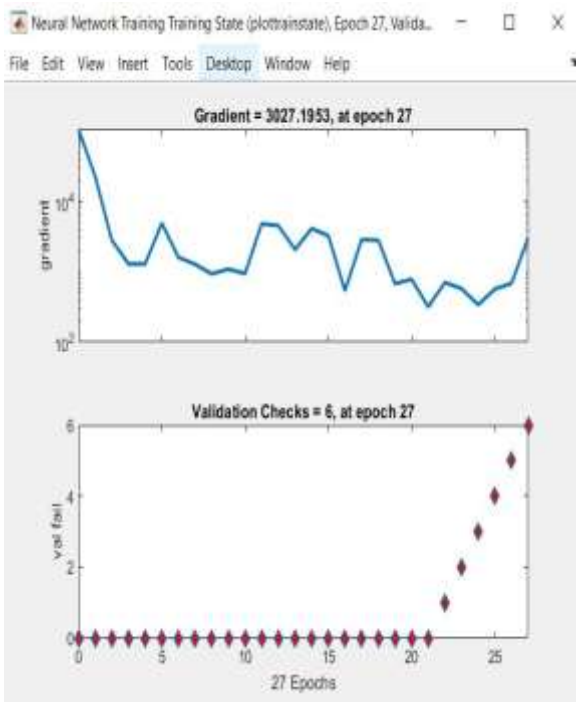 Neural Network Training Training State (plottrainstate), Epoch 27, Valida...
File Edit View Insert Tools Desktop Window Help
Gradient = 3027.1953, at epoch 27
gradient
10⁴
10²
Validation Checks = 6, at epoch 27
val fail
6
4
2
0
0 5 10 15 20 25
27 Epochs